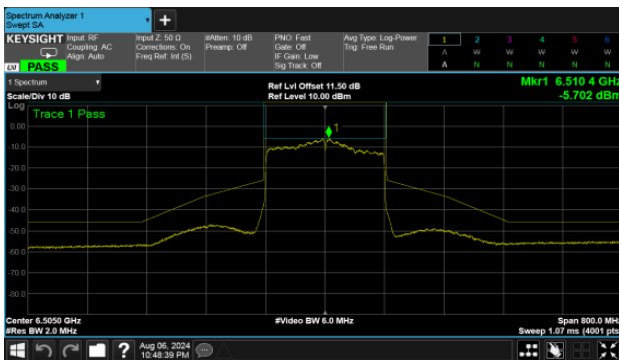 Spectrum Analyzer 1
Swept SA
KEYSIGHT Input: RF Input Z: 50 Ω #Atten: 10 dB PNO: Fast Avg Type: Log-Power 1 2 3 4 5 6
Coupling: AC Corrections: On Preamp: Off Gate: Off Trig: Free Run A W W W W W
Align: Auto Freq Ref: Int (S) IF Gain: Low
LXI PASS Sig Track: Off A N N N N N
1 Spectrum Ref Lvl Offset 11.50 dB Mkr1 6.510 4 GHz
Scale/Div 10 dB Ref Level 10.00 dBm -5.702 dBm
Log
Trace 1 Pass
0.00
1
-10.0
-20.0
-30.0
-40.0
-50.0
-60.0
-70.0
-80.0
Center 6.5050 GHz #Video BW 6.0 MHz Span 800.0 MHz
#Res BW 2.0 MHz Sweep 1.07 ms (4001 pts)
? Aug 06, 2024
10:48:39 PM